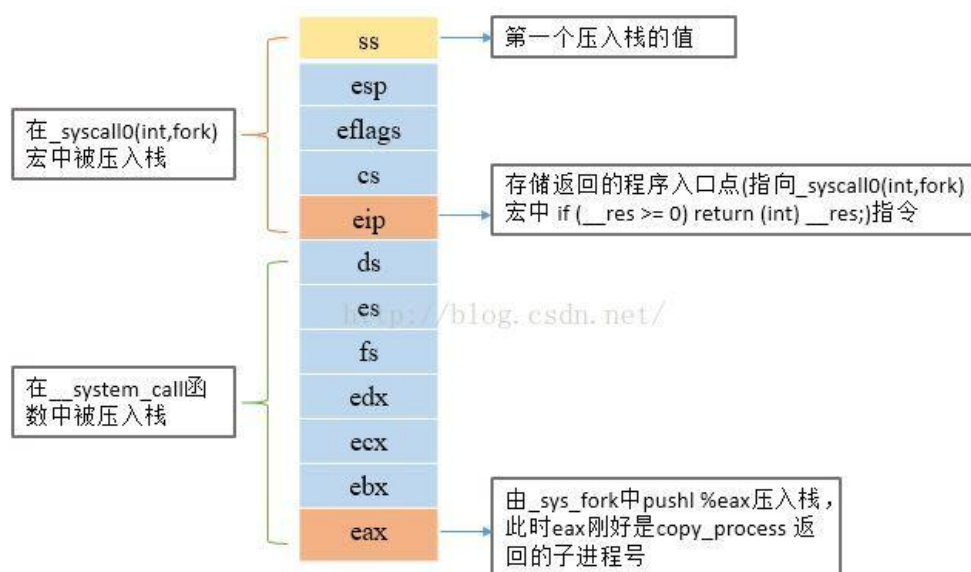 ss
第一个压入栈的值
esp
eflags
在_syscall0(int,fork)
宏中被压入栈
cs
eip
存储返回的程序入口点(指向_syscall0(int,fork)
宏中 if (__res >= 0) return (int) __res;)指令
ds
es
http://blog.csdn.net/
fs
在__system_call函
数中被压入栈
edx
ecx
ebx
eax
由_sys_fork中pushl %eax压入栈，
此时eax刚好是copy_process 返
回的子进程号